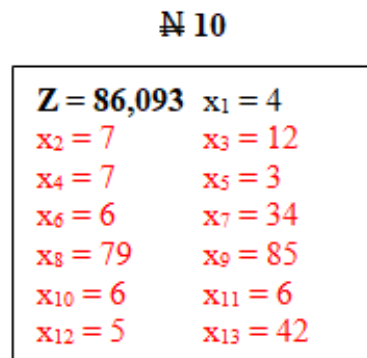 № 10
Z = 86,093 x₁ = 4
x₂ = 7 x₃ = 12
x₄ = 7 x₅ = 3
x₆ = 6 x₇ = 34
x₈ = 79 x₉ = 85
x₁₀ = 6 x₁₁ = 6
x₁₂ = 5 x₁₃ = 42